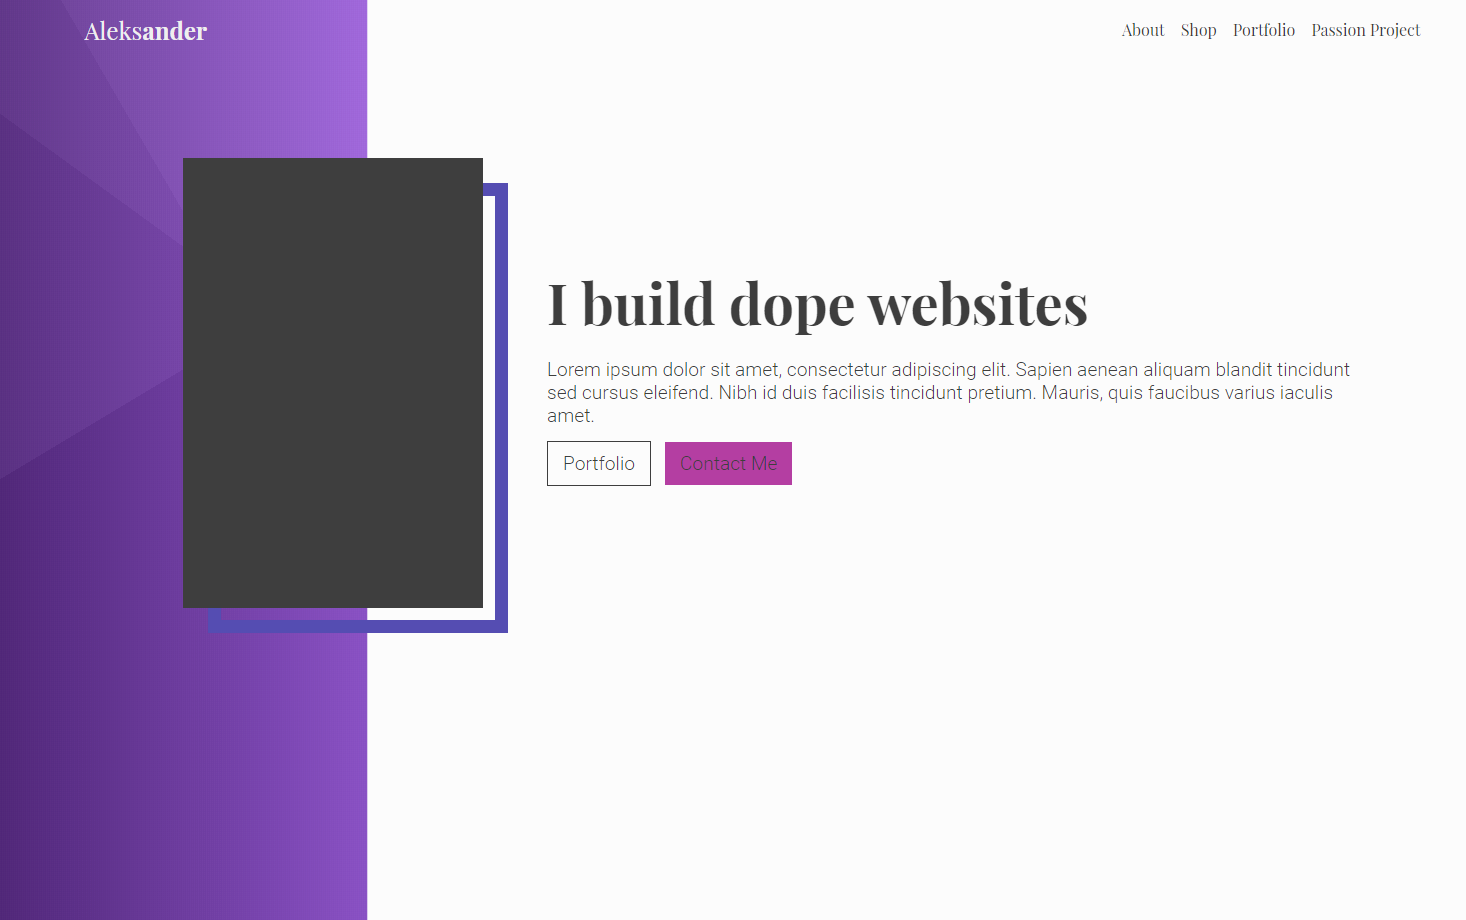 Aleksander
About Shop Portfolio Passion Project
I build dope websites
Lorem ipsum dolor sit amet, consectetur adipiscing elit. Sapien aenean aliquam blandit tincidunt
sed cursus eleifend. Nibh id duis facilisis tincidunt pretium. Mauris, quis faucibus varius iaculis
amet.
Portfolio Contact Me